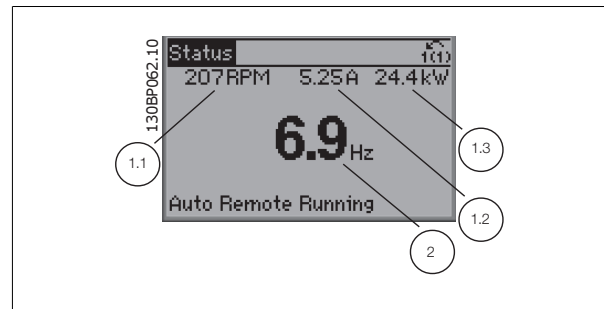 130BP062.10
Status
1(1)
207RPM 5.25A 24.4kW
1.1
6.9Hz
1.3
Auto Remote Running
1.2
2